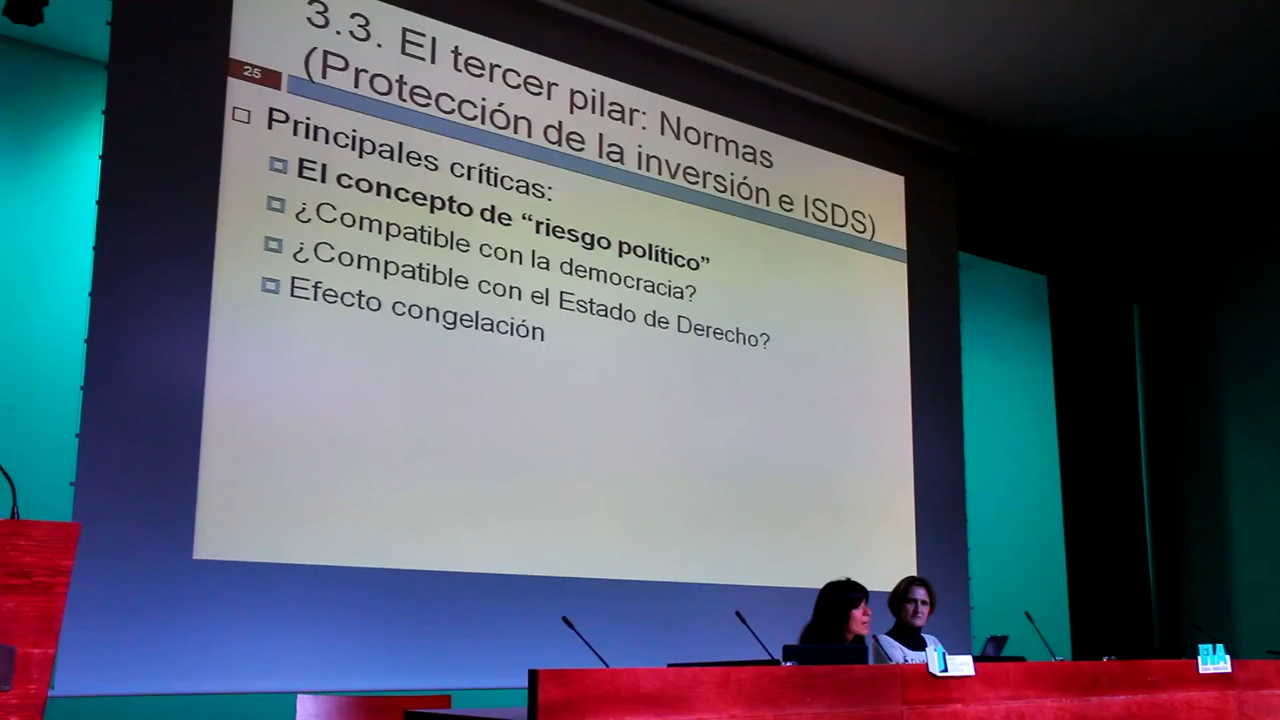 3.3. El tercer pilar: Normas
(Protección de la inversión e ISDS)
25
Principales críticas:
El concepto de “riesgo político”
¿Compatible con la democracia?
¿Compatible con el Estado de Derecho?
Efecto congelación